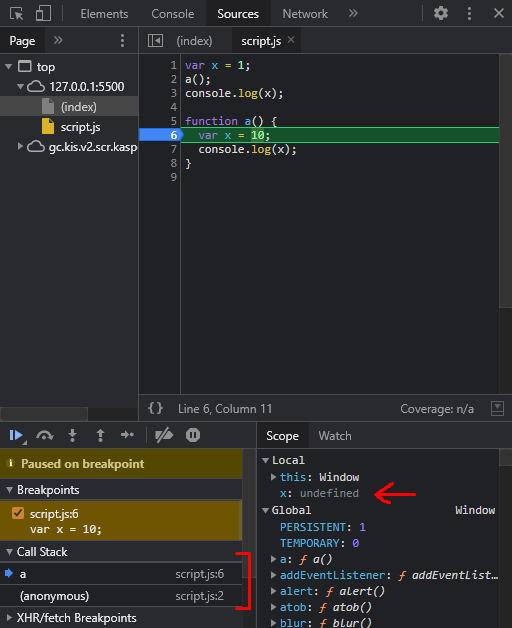 Elements Console Sources Network »
Page » (index) script.js ×
top
127.0.0.1:5500
(index)
script.js
gc.kis.v2.scr.kaspe
1 var x = 1;
2 a();
3 console.log(x);
4
5 function a() {
6 var x = 10;
7 console.log(x);
8 }
9
{} Line 6, Column 11 Coverage: n/a
Paused on breakpoint
Breakpoints
script.js:6
var x = 10;
Call Stack
a script.js:6
(anonymous) script.js:2
XHR/fetch Breakpoints
Scope Watch
Local
this: Window
x: undefined
Global Window
PERSISTENT: 1
TEMPORARY: 0
a: ƒ a()
addEventListener: ƒ addEventList...
alert: ƒ alert()
atob: ƒ atob()
blur: ƒ blur()